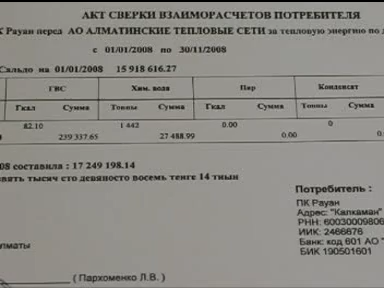 АКТ СВЕРКИ ВЗАИМОРАСЧЕТОВ ПОТРЕБИТЕЛЯ
К Рауан перед АО АЛМАТИНСКИЕ ТЕПЛОВЫЕ СЕТИ за тепловую энергию по
с 01/01/2008 по 30/11/2008
Сальдо на 01/01/2008 15 918 616.27
ГВС Хим. вода Пар Конденсат
Гкал Сумма Тонны Сумма Гкал Сумма Тонны Сумма
82.10 1 442 0.00 0
239 337.65 27 488.99 0.00
08 составила : 17 249 198.14
вять тысяч сто девяносто восемь тенге 14 тиын
Потребитель :
ПК Рауан
Адрес: "Калкаман"
РНН: 60030009806
ИИК: 2466676
Банк: код 601 АО "
БИК 190501601
лматы
( Пархоменко Л.В. )